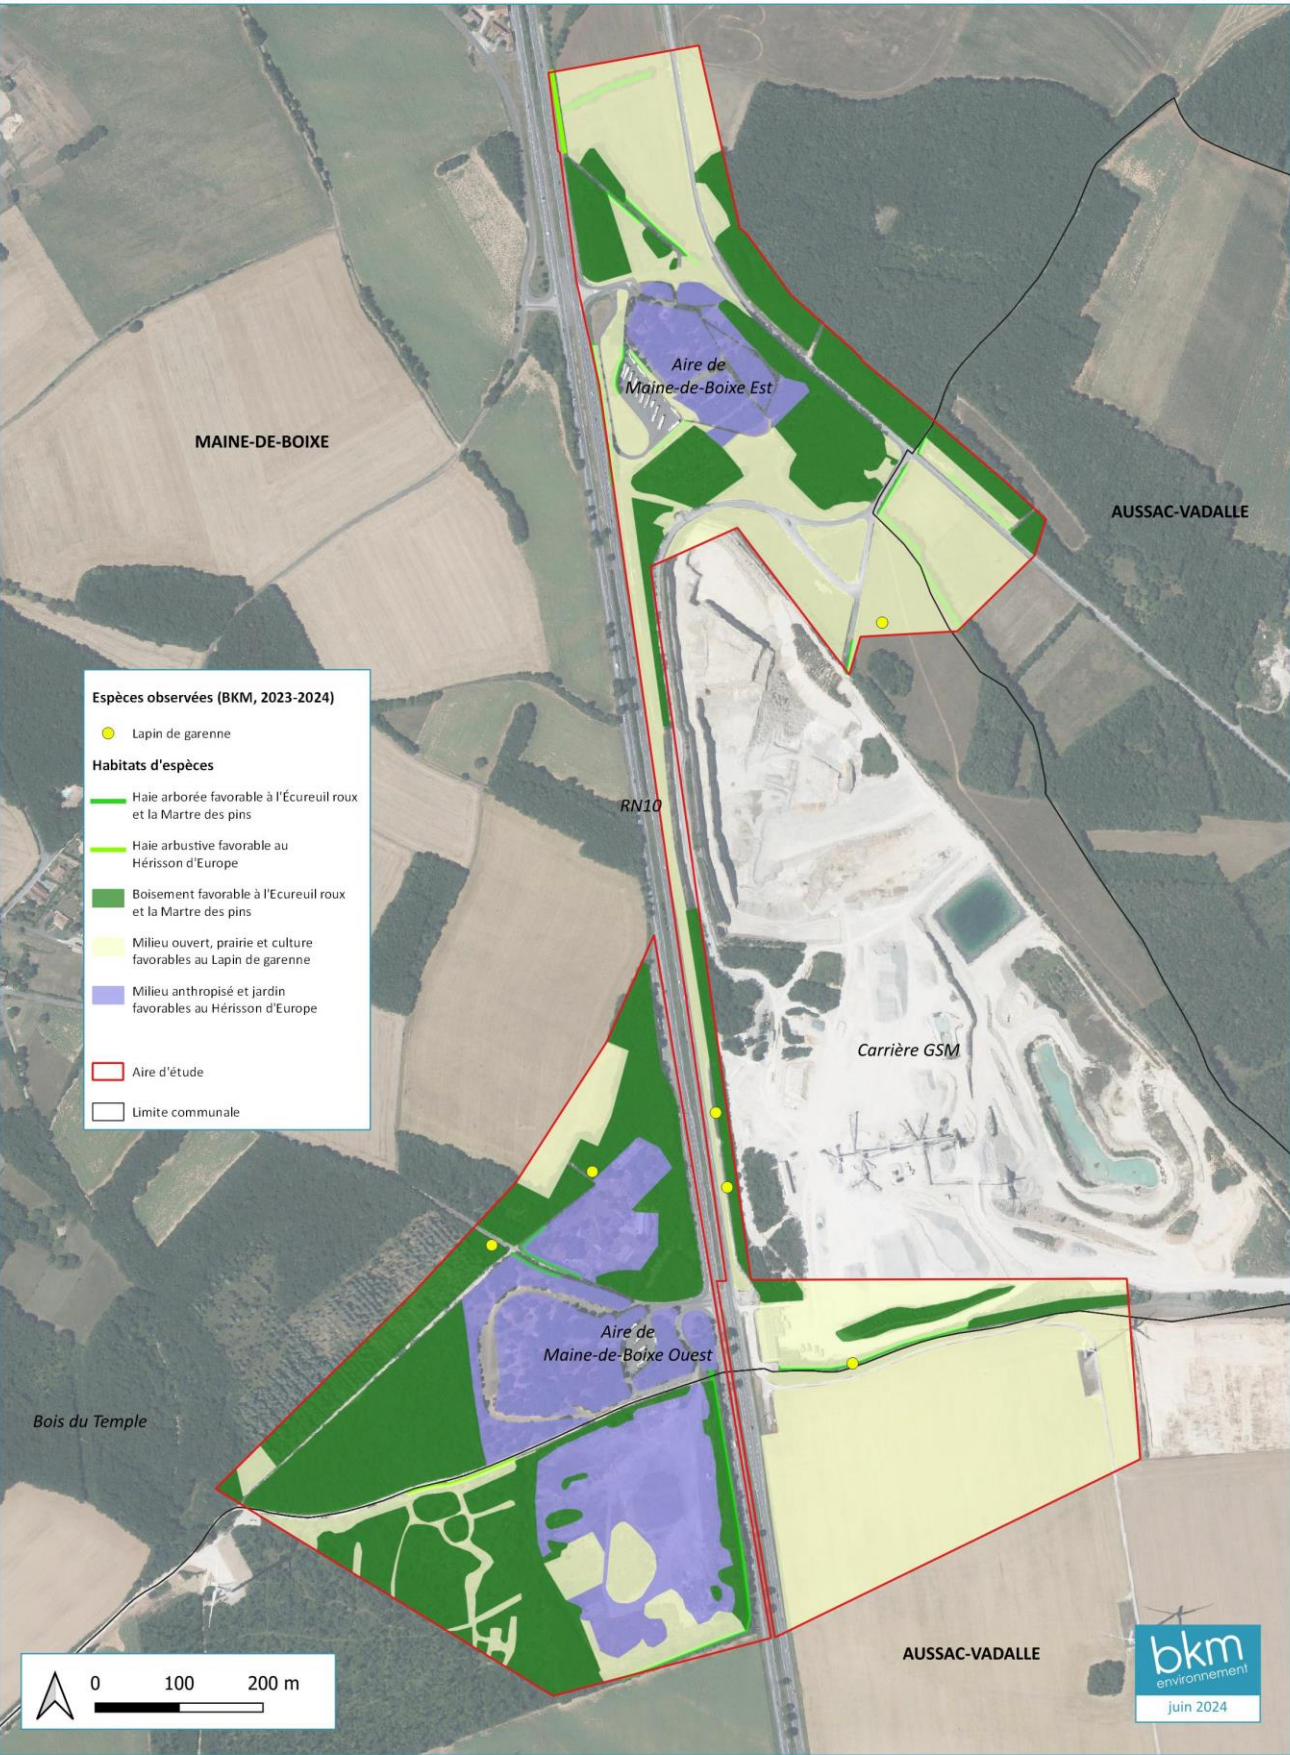 Aire de
Maine-de-Boixe Est
MAINE-DE-BOIXE
AUSSAC-VADALLE
Espèces observées (BKM, 2023-2024)
Lapin de garenne
Habitats d'espèces
Haie arborée favorable à l'Écureuil roux
et la Martre des pins
Haie arbustive favorable au
Hérisson d'Europe
Boisement favorable à l'Ecureuil roux
et la Martre des pins
Milieu ouvert, prairie et culture
favorables au Lapin de garenne
Milieu anthropisé et jardin
favorables au Hérisson d'Europe
Aire d'étude
Limite communale
RN10
Carrière GSM
Aire de
Maine-de-Boixe Ouest
Bois du Temple
AUSSAC-VADALLE
0 100 200 m
bkm
environnement
juin 2024